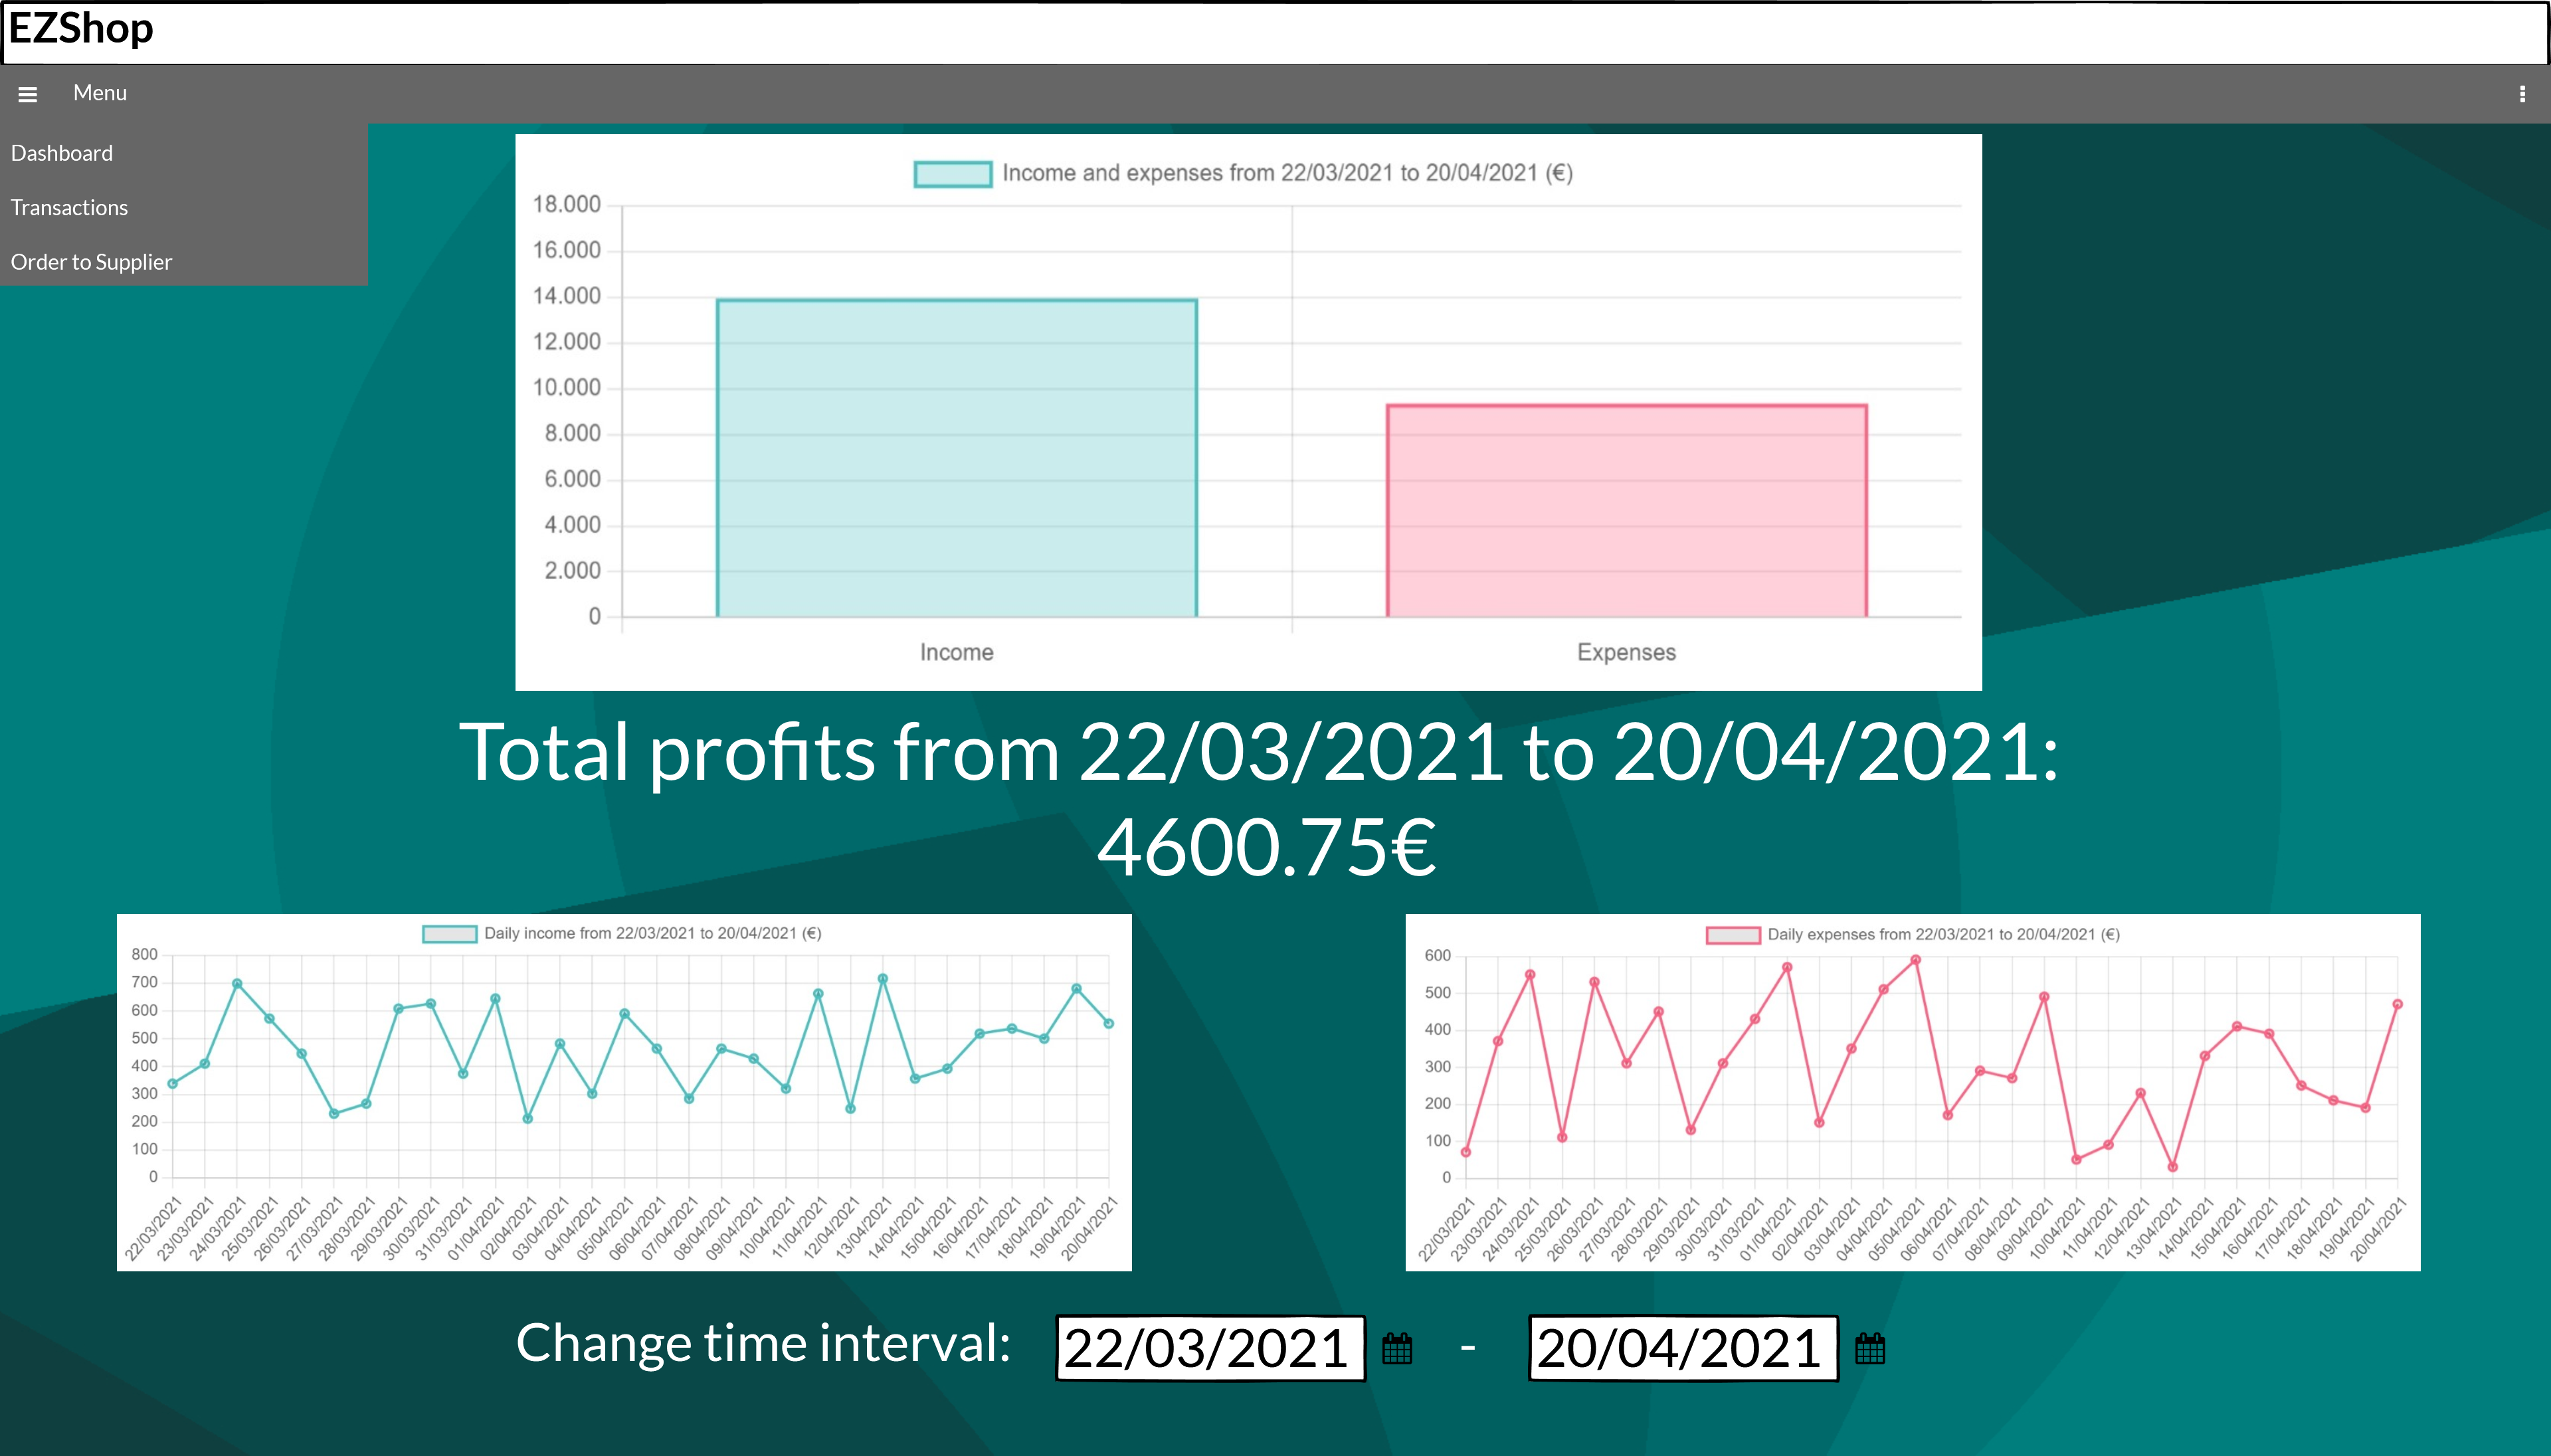 EZShop
Menu
Dashboard
Transactions
Order to Supplier
Income and expenses from 22/03/2021 to 20/04/2021 (€)
18.000
16.000
14.000
12.000
10.000
8.000
6.000
4.000
2.000
0
Income Expenses
Total profits from 22/03/2021 to 20/04/2021:
4600.75€
Daily income from 22/03/2021 to 20/04/2021 (€)
800
700
600
500
400
300
200
100
0
22/03/2021 23/03/2021 24/03/2021 25/03/2021 26/03/2021 27/03/2021 28/03/2021 29/03/2021 30/03/2021 31/03/2021 01/04/2021 02/04/2021 03/04/2021 04/04/2021 05/04/2021 06/04/2021 07/04/2021 08/04/2021 09/04/2021 10/04/2021 11/04/2021 12/04/2021 13/04/2021 14/04/2021 15/04/2021 16/04/2021 17/04/2021 18/04/2021 19/04/2021 20/04/2021
Daily expenses from 22/03/2021 to 20/04/2021 (€)
600
500
400
300
200
100
0
22/03/2021 23/03/2021 24/03/2021 25/03/2021 26/03/2021 27/03/2021 28/03/2021 29/03/2021 30/03/2021 31/03/2021 01/04/2021 02/04/2021 03/04/2021 04/04/2021 05/04/2021 06/04/2021 07/04/2021 08/04/2021 09/04/2021 10/04/2021 11/04/2021 12/04/2021 13/04/2021 14/04/2021 15/04/2021 16/04/2021 17/04/2021 18/04/2021 19/04/2021 20/04/2021
Change time interval: 22/03/2021 - 20/04/2021